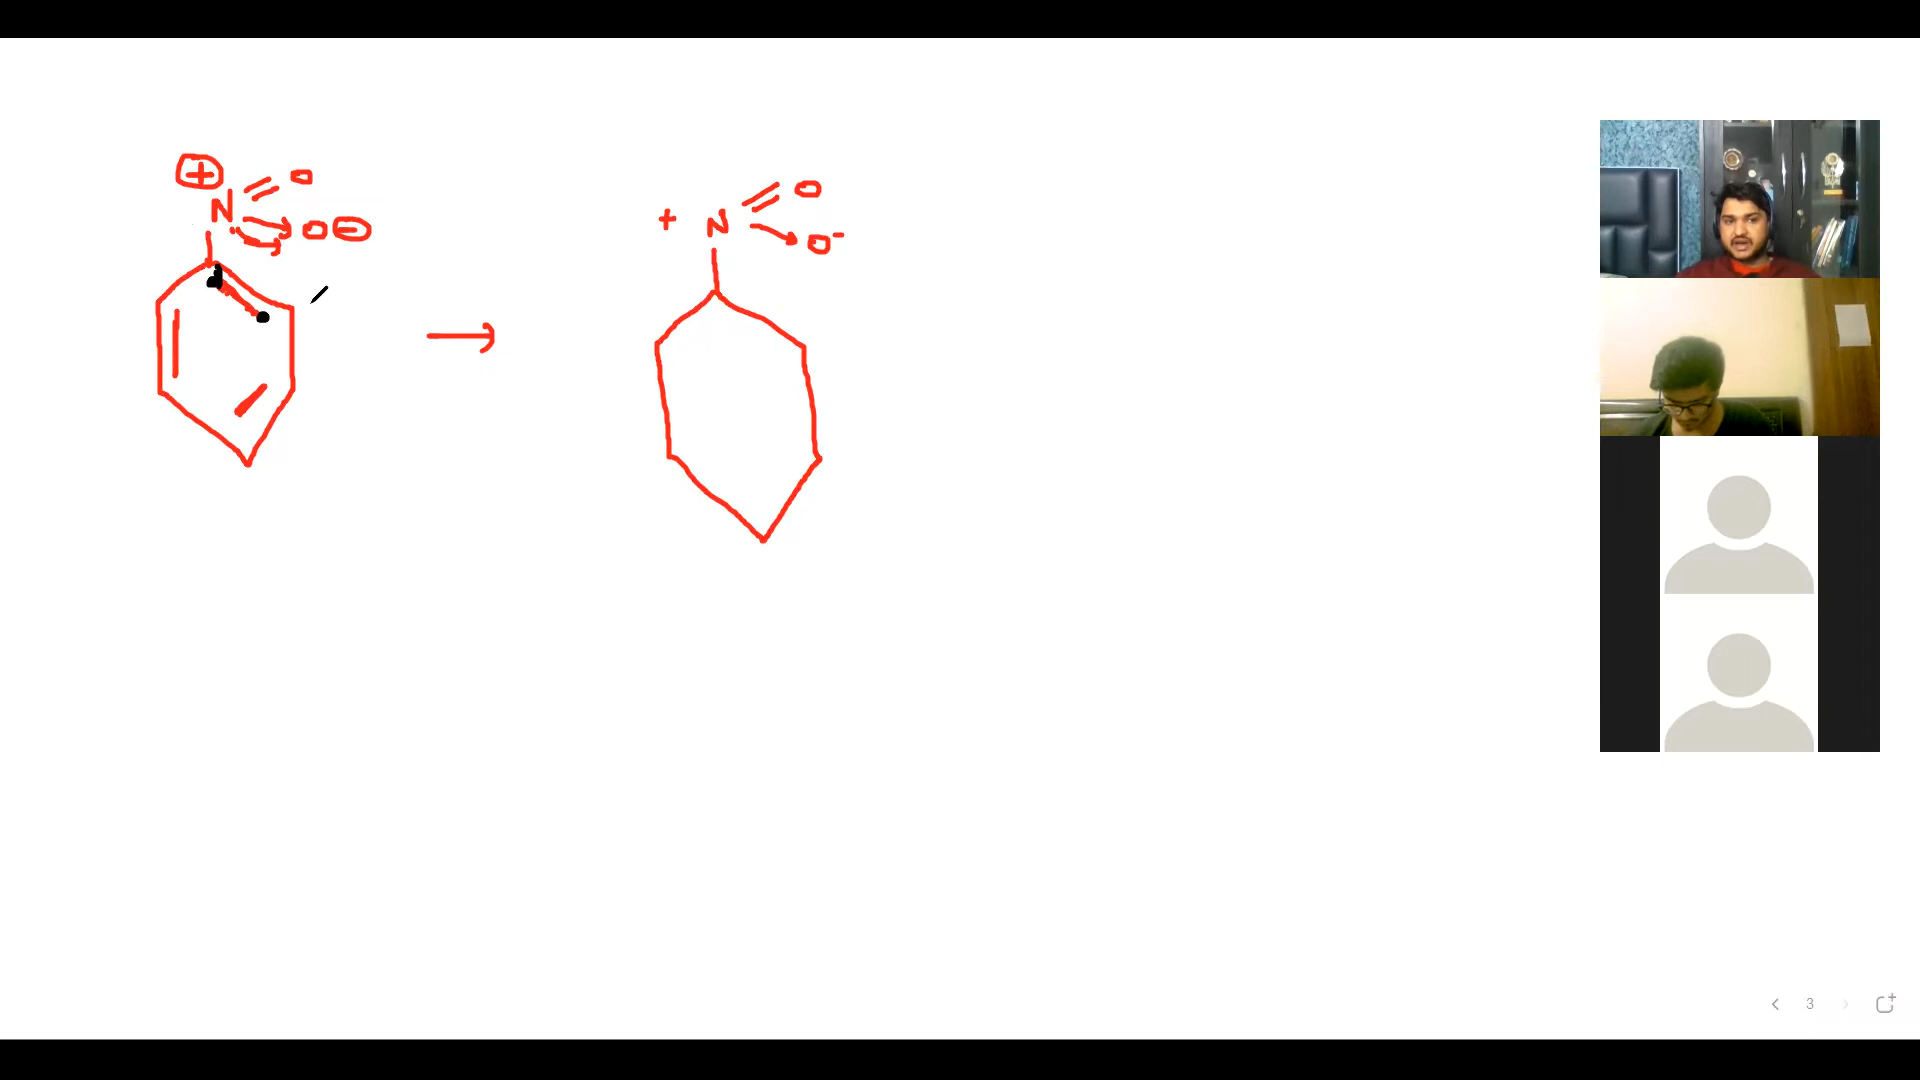 + N = O
→ O −
+ N = O
→ O -
→
3